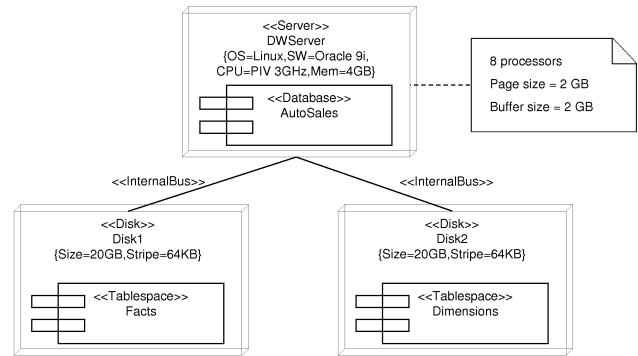 <<Server>>
DWServer
{OS=Linux,SW=Oracle 9i,
CPU=PIV 3GHz,Mem=4GB}
<<Database>>
AutoSales
8 processors
Page size = 2 GB
Buffer size = 2 GB
<<InternalBus>>
<<InternalBus>>
<<Disk>>
Disk1
{Size=20GB,Stripe=64KB}
<<Tablespace>>
Facts
<<Disk>>
Disk2
{Size=20GB,Stripe=64KB}
<<Tablespace>>
Dimensions